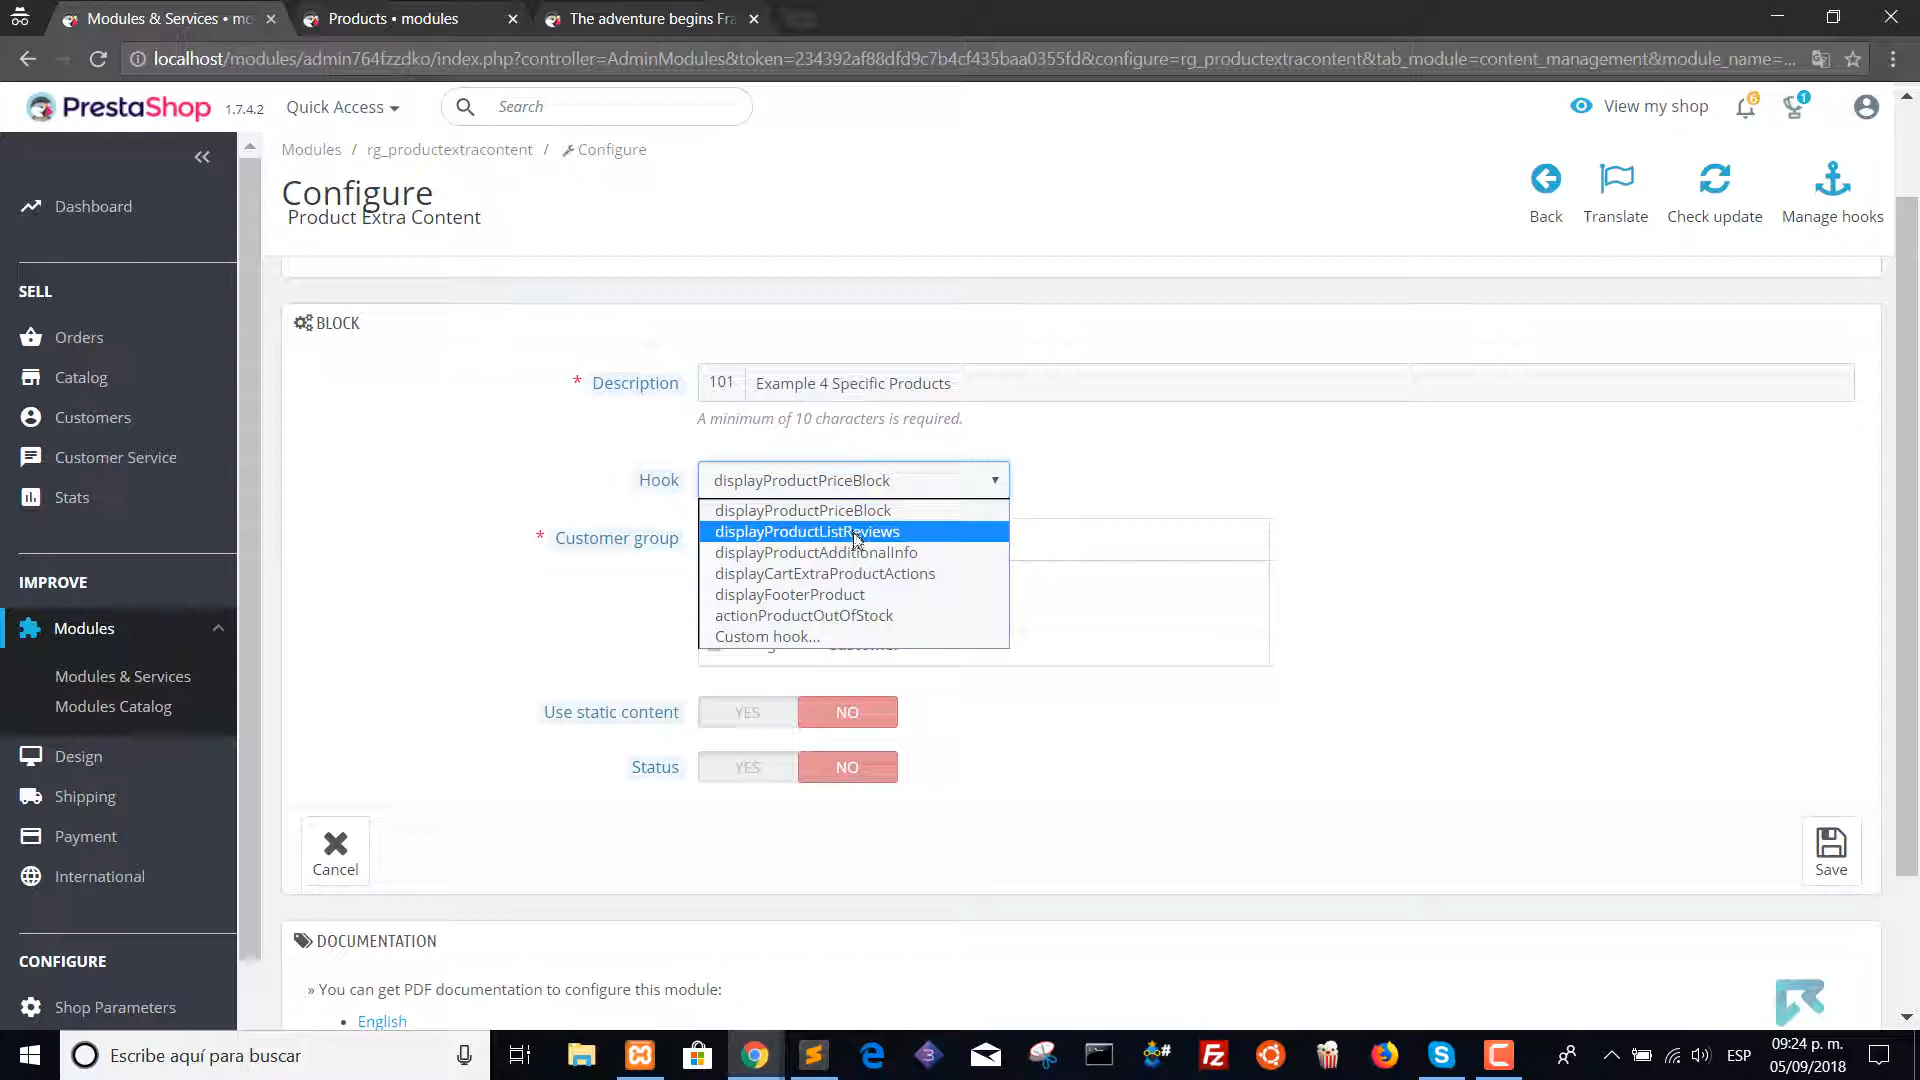 Modules & Services • mo
Products • modules
The adventure begins Fra
localhost/modules/admin764fzzdko/index.php?controller=AdminModules&token=234392af88dfd9c7b4cf435baa0355fd&configure=rg_productextracontent&tab_module=content_management&module_name=...
PrestaShop
1.7.4.2
Quick Access
Search
View my shop
6
1
Modules / rg_productextracontent / Configure
Configure
Product Extra Content
Back
Translate
Check update
Manage hooks
Dashboard
SELL
Orders
Catalog
Customers
Customer Service
Stats
IMPROVE
Modules
Modules & Services
Modules Catalog
Design
Shipping
Payment
International
CONFIGURE
Shop Parameters
BLOCK
* Description
101
Example 4 Specific Products
A minimum of 10 characters is required.
Hook
displayProductPriceBlock
displayProductPriceBlock
displayProductListReviews
displayProductAdditionalInfo
displayCartExtraProductActions
displayFooterProduct
actionProductOutOfStock
Custom hook...
* Customer group
Use static content
YES
NO
Status
YES
NO
Cancel
Save
DOCUMENTATION
» You can get PDF documentation to configure this module:
• English
Escribe aquí para buscar
ESP
09:24 p. m.
05/09/2018